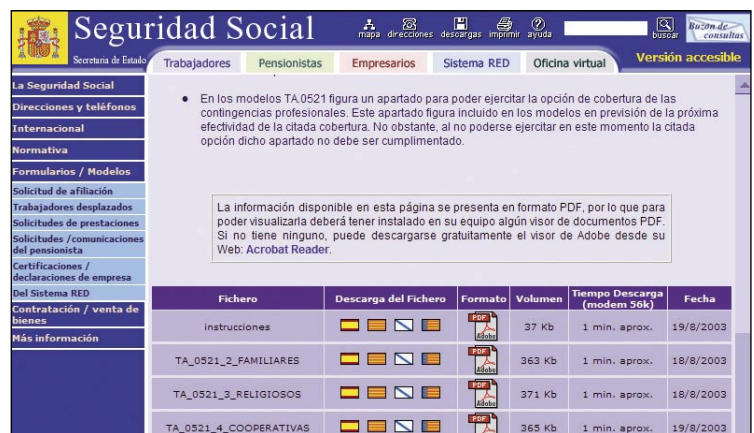 Seguridad Social
Secretaría de Estado
mapa direcciones descargas imprimir ayuda buscar
Buzón de consultas
Trabajadores Pensionistas Empresarios Sistema RED Oficina virtual Versión accesible
La Seguridad Social
Direcciones y teléfonos
Internacional
Normativa
Formularios / Modelos
Solicitud de afiliación
Trabajadores desplazados
Solicitudes de prestaciones
Solicitudes /comunicaciones
del pensionista
Certificaciones /
declaraciones de empresa
Del Sistema RED
Contratación / venta de
bienes
Más información
• En los modelos TA.0521 figura un apartado para poder ejercitar la opción de cobertura de las
contingencias profesionales. Este apartado figura incluido en los modelos en previsión de la próxima
efectividad de la citada cobertura. No obstante, al no poderse ejercitar en este momento la citada
opción dicho apartado no debe ser cumplimentado.
La información disponible en esta página se presenta en formato PDF, por lo que para
poder visualizarla deberá tener instalado en su equipo algún visor de documentos PDF.
Si no tiene ninguno, puede descargarse gratuitamente el visor de Adobe desde su
Web: Acrobat Reader.
Fichero Descarga del Fichero Formato Volumen Tiempo Descarga (modem 56k) Fecha
instrucciones PDF Adobe 37 Kb 1 min. aprox. 19/8/2003
TA_0521_2_FAMILIARES PDF Adobe 363 Kb 1 min. aprox. 18/8/2003
TA_0521_3_RELIGIOSOS PDF Adobe 371 Kb 1 min. aprox. 18/8/2003
TA_0521_4_COOPERATIVAS PDF 365 Kb 1 min. aprox. 19/8/2003